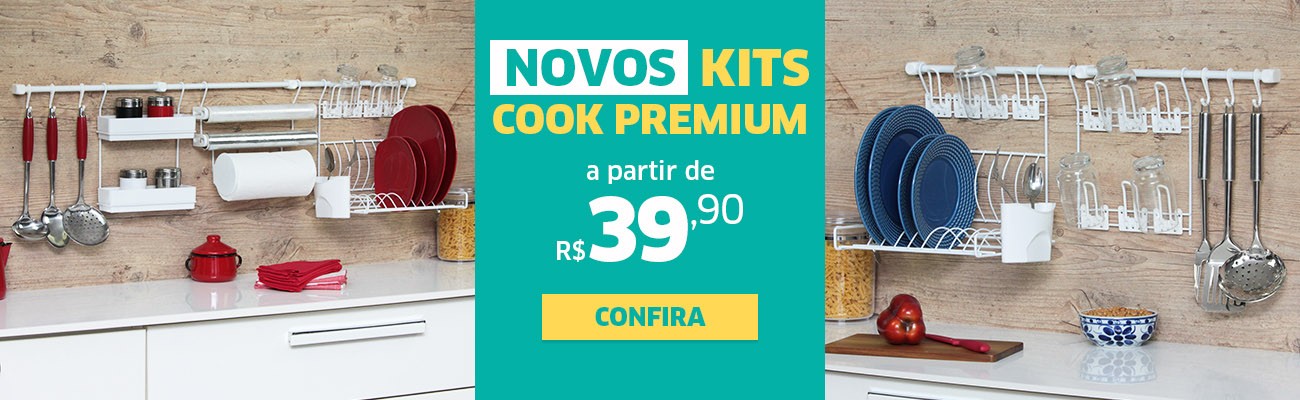 NOVOS KITS
COOK PREMIUM
a partir de
R$39,90
CONFIRA